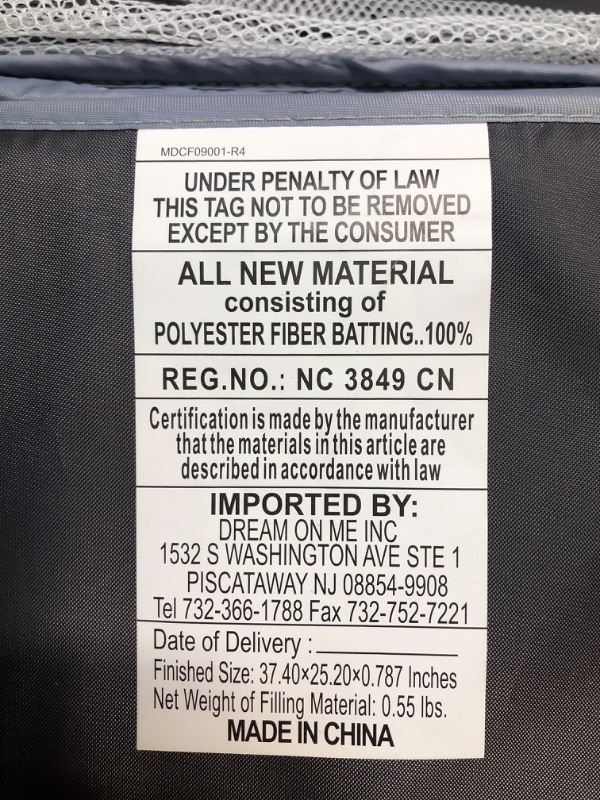 MDCF09001-R4
UNDER PENALTY OF LAW
THIS TAG NOT TO BE REMOVED
EXCEPT BY THE CONSUMER
ALL NEW MATERIAL
consisting of
POLYESTER FIBER BATTING..100%
REG.NO.: NC 3849 CN
Certification is made by the manufacturer
that the materials in this article are
described in accordance with law
IMPORTED BY:
DREAM ON ME INC
1532 S WASHINGTON AVE STE 1
PISCATAWAY NJ 08854-9908
Tel 732-366-1788 Fax 732-752-7221
Date of Delivery :
Finished Size: 37.40×25.20×0.787 Inches
Net Weight of Filling Material: 0.55 lbs.
MADE IN CHINA